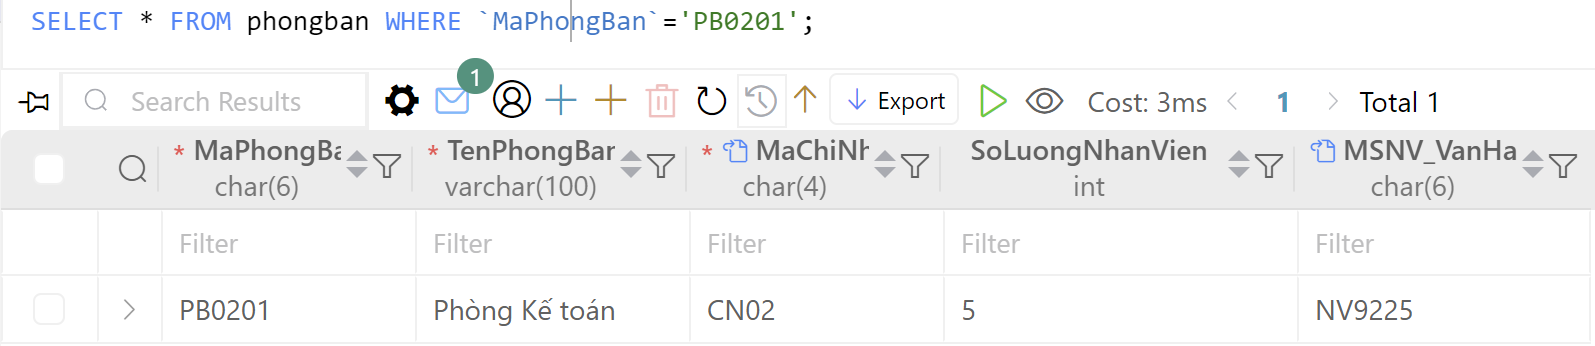 SELECT * FROM phongban WHERE `MaPhongBan`='PB0201';
Search Results 1 Export Cost: 3ms 1 Total 1
* MaPhongBa * TenPhongBan * MaChiNh SoLuongNhanVien MSNV_VanHa
char(6) varchar(100) char(4) int char(6)
Filter Filter Filter Filter Filter
PB0201 Phòng Kế toán CN02 5 NV9225